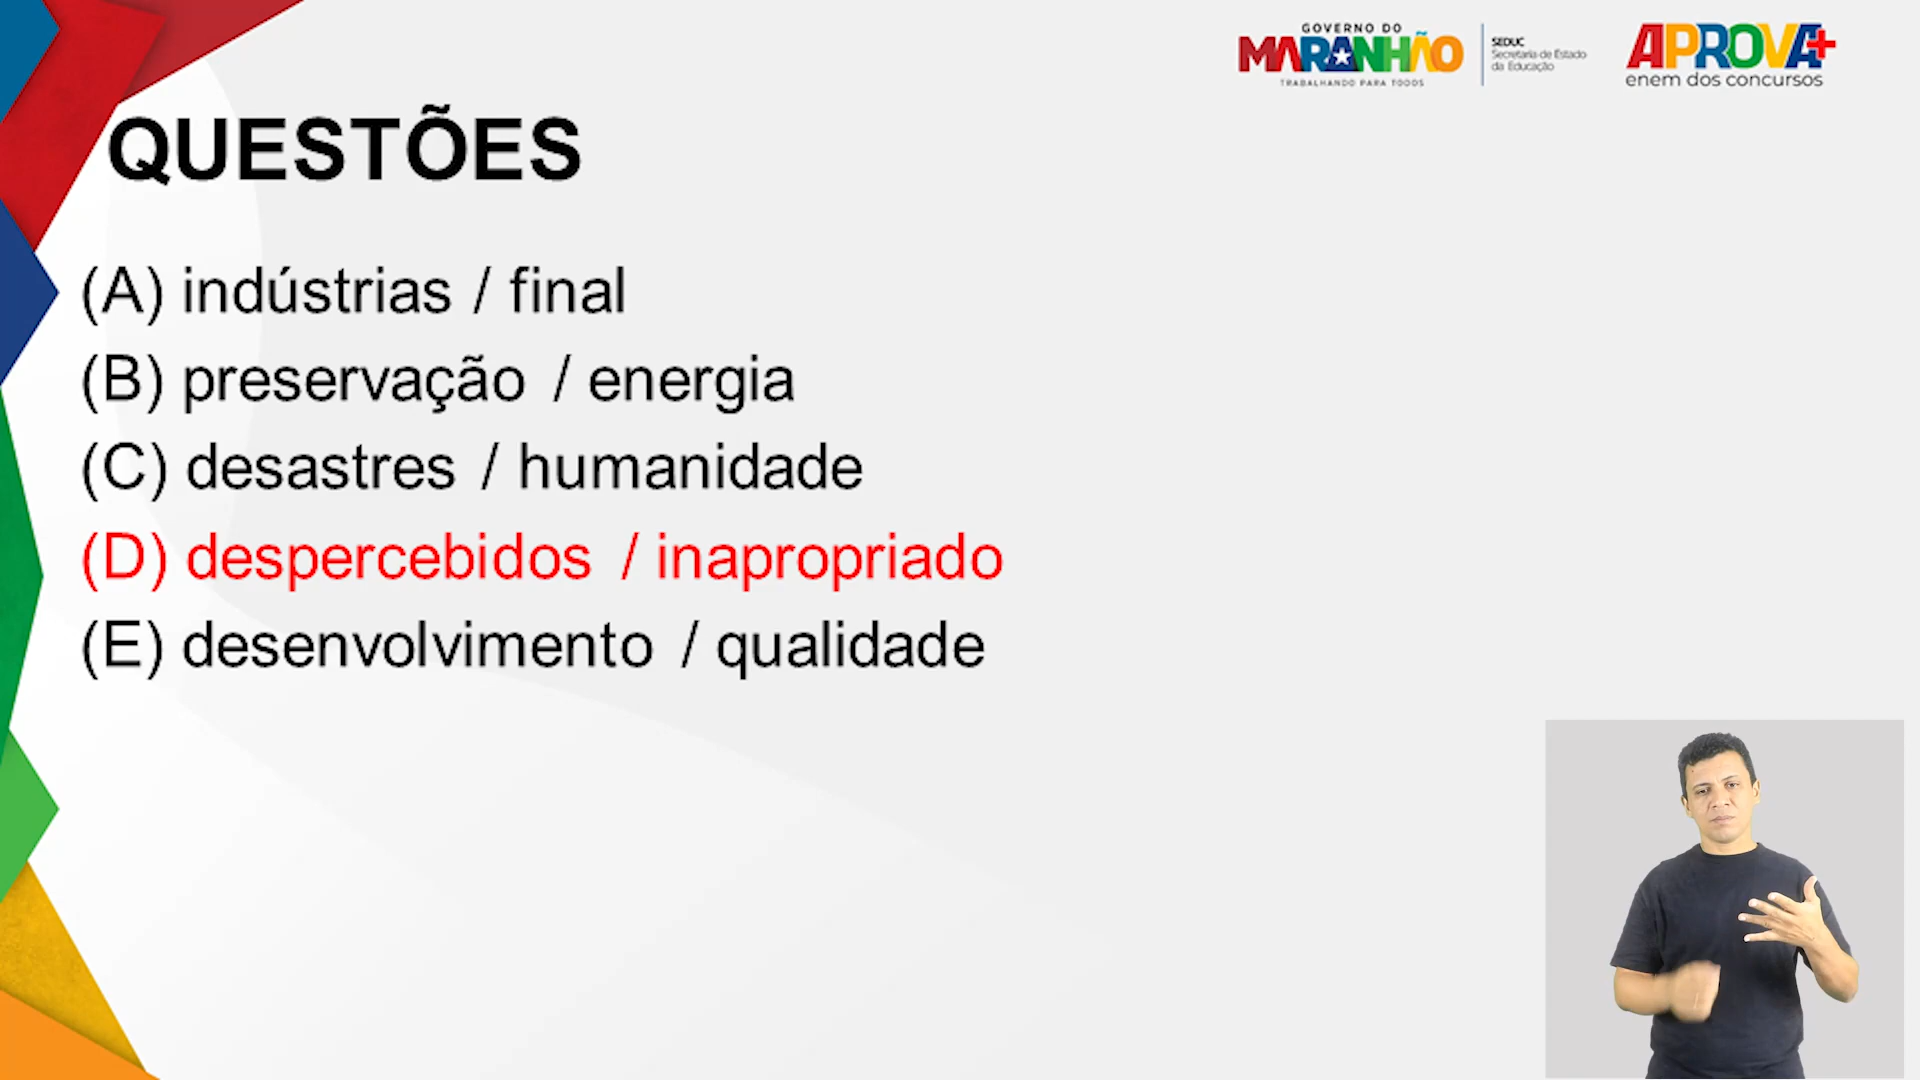 GOVERNO DO
MARANHÃO
TRABALHANDO PARA TODOS
SEDUC
Secretaria de Estado
da Educação
APROVA+
enem dos concursos
QUESTÕES
(A) indústrias / final
(B) preservação / energia
(C) desastres / humanidade
(D) despercebidos / inapropriado
(E) desenvolvimento / qualidade